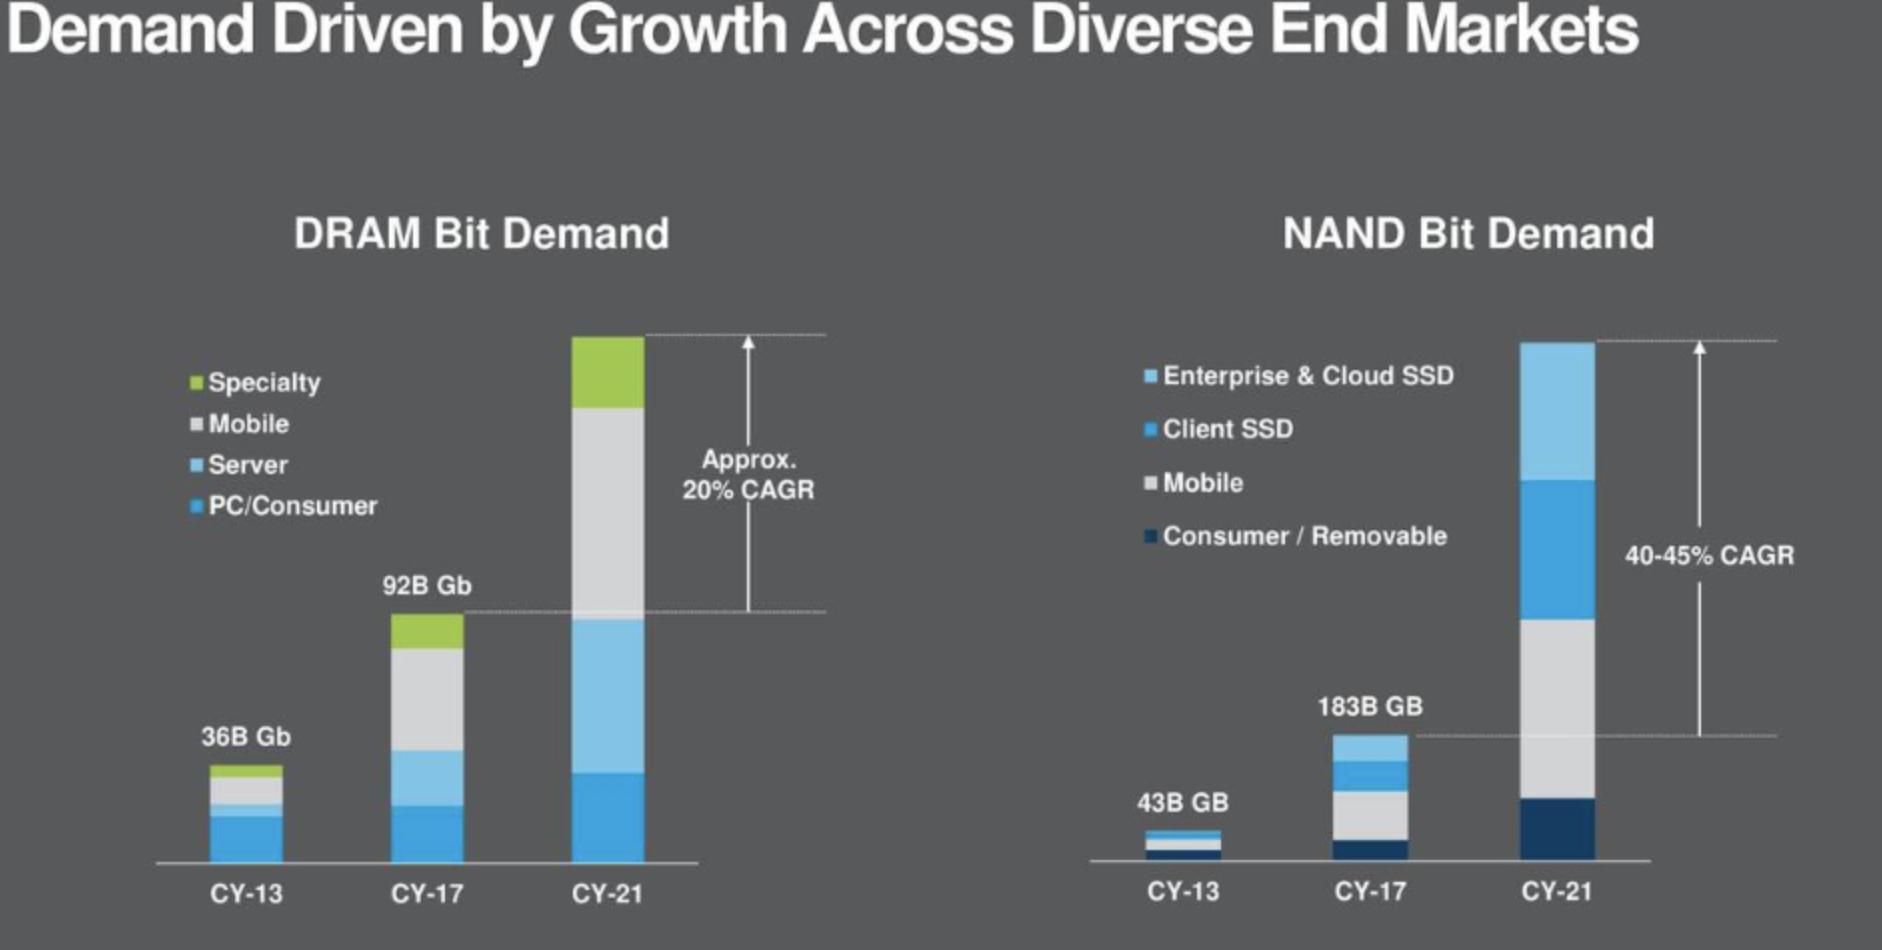 Demand Driven by Growth Across Diverse End Markets
DRAM Bit Demand
Specialty
Mobile
Server
PC/Consumer
Approx.
20% CAGR
92B Gb
36B Gb
CY-13
CY-17
CY-21
NAND Bit Demand
Enterprise & Cloud SSD
Client SSD
Mobile
Consumer / Removable
40-45% CAGR
183B GB
43B GB
CY-13
CY-17
CY-21